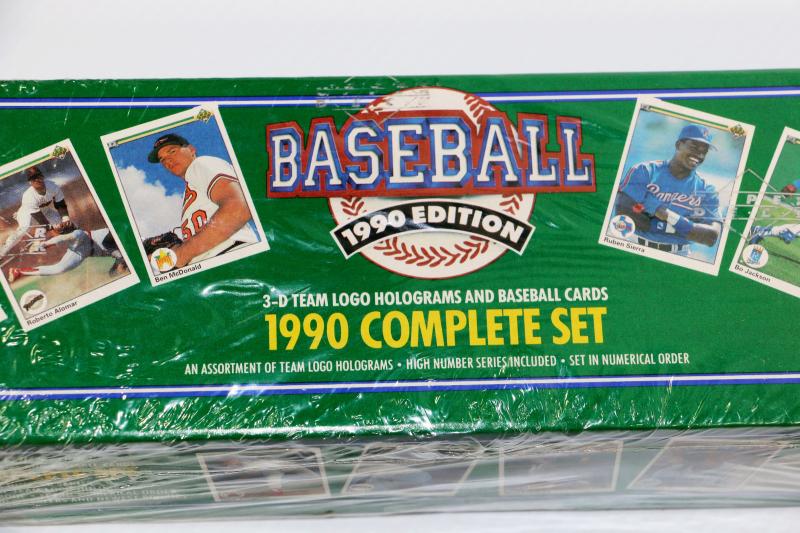 BASEBALL
1990 EDITION
Roberto Alomar
Ben McDonald
50
Rangers
Ruben Sierra
Bo Jackson
3-D TEAM LOGO HOLOGRAMS AND BASEBALL CARDS
1990 COMPLETE SET
AN ASSORTMENT OF TEAM LOGO HOLOGRAMS • HIGH NUMBER SERIES INCLUDED • SET IN NUMERICAL ORDER